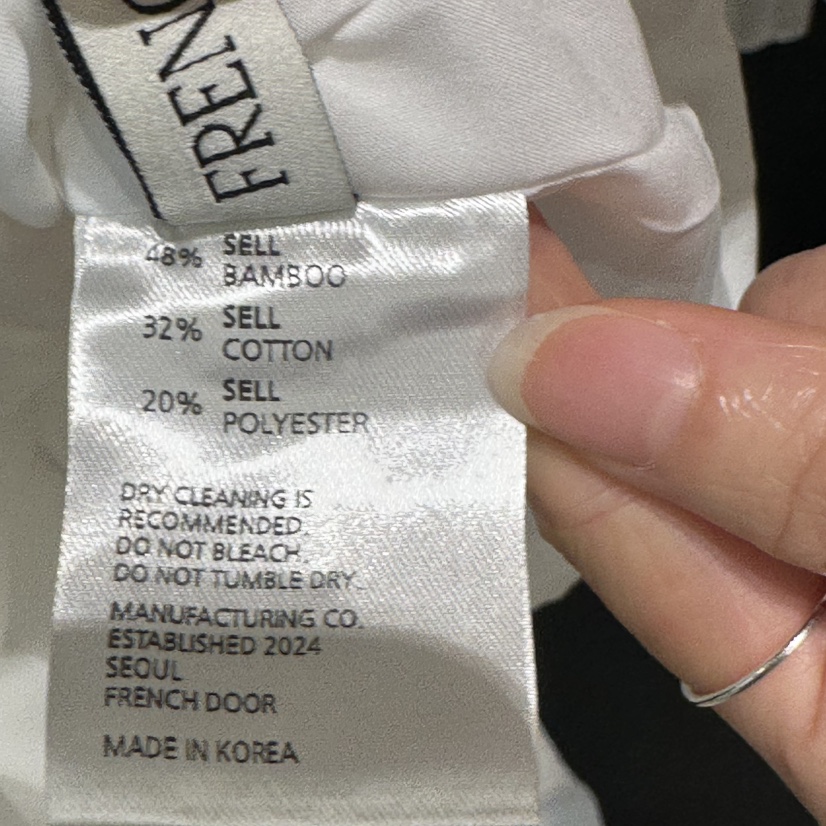 FRENC
48% SELL
BAMBOO
32% SELL
COTTON
20% SELL
POLYESTER
DRY CLEANING IS
RECOMMENDED.
DO NOT BLEACH.
DO NOT TUMBLE DRY.
MANUFACTURING CO.
ESTABLISHED 2024
SEOUL
FRENCH DOOR
MADE IN KOREA